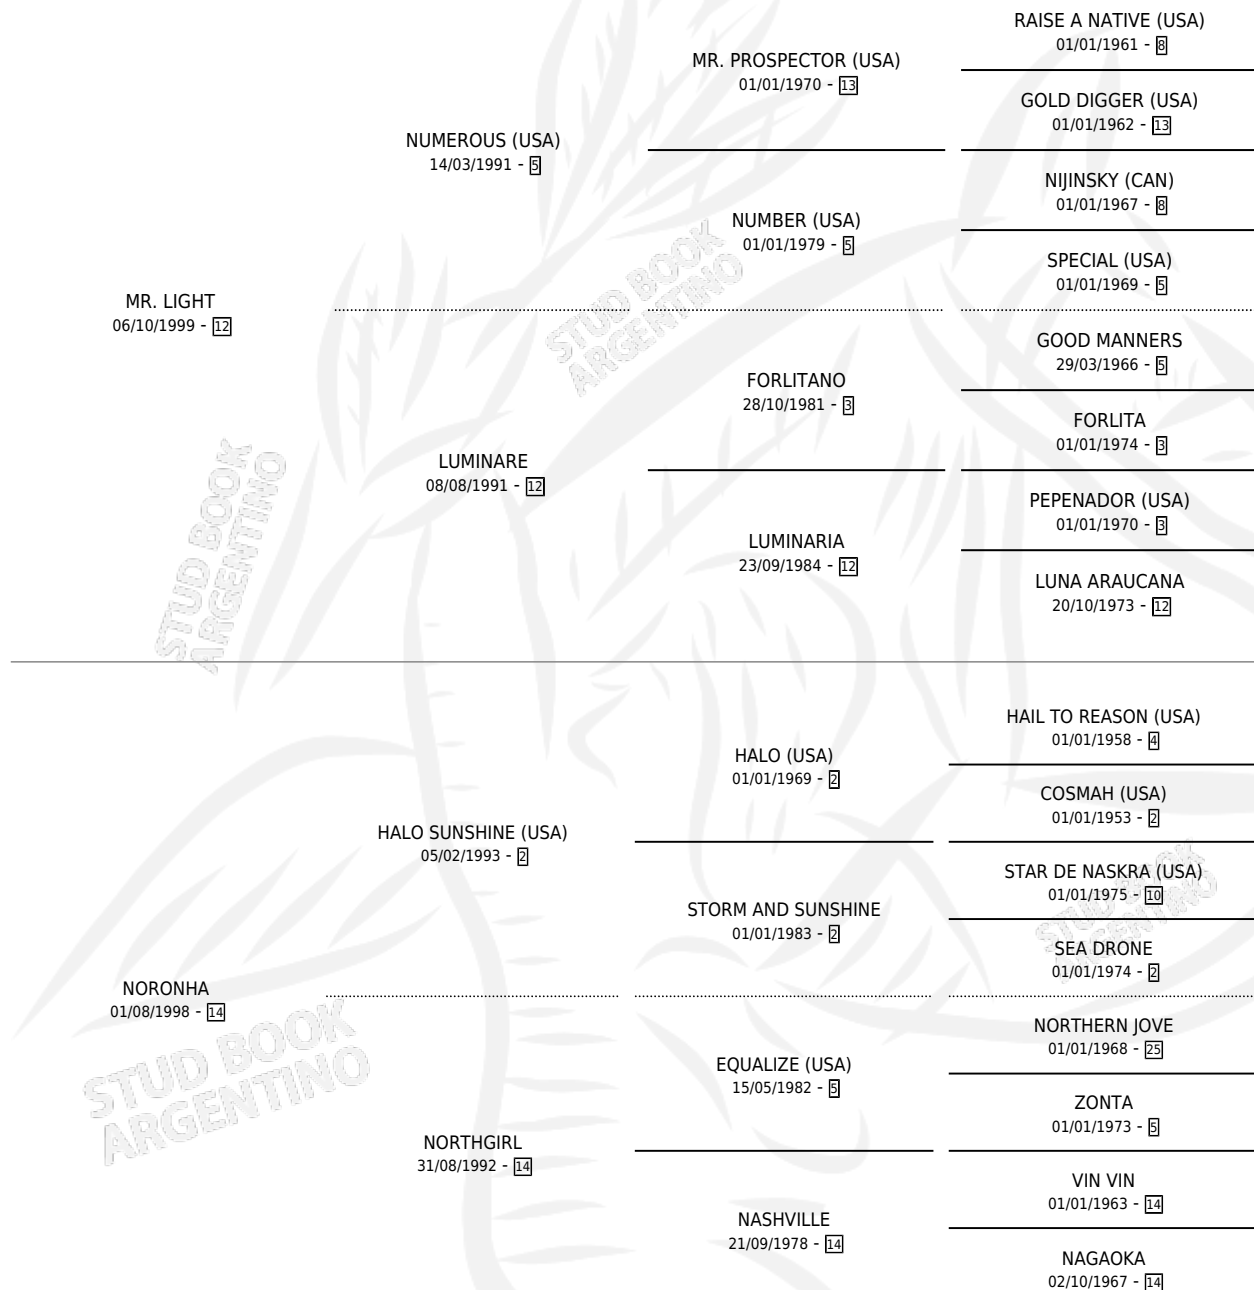 RAISE A NATIVE (USA)
01/01/1961 - 8
MR. PROSPECTOR (USA)
01/01/1970 - 13
GOLD DIGGER (USA)
01/01/1962 - 13
NUMEROUS (USA)
14/03/1991 - 5
NIJINSKY (CAN)
01/01/1967 - 8
NUMBER (USA)
01/01/1979 - 5
SPECIAL (USA)
01/01/1969 - 5
MR. LIGHT
06/10/1999 - 12
STUD BOOK
ARGENTINO
GOOD MANNERS
29/03/1966 - 5
FORLITANO
28/10/1981 - 3
FORLITA
01/01/1974 - 3
LUMINARE
08/08/1991 - 12
PEPENADOR (USA)
01/01/1970 - 3
LUMINARIA
23/09/1984 - 12
LUNA ARAUCANA
20/10/1973 - 12
STUD BOOK
ARGENTINO
HAIL TO REASON (USA)
01/01/1958 - 4
HALO (USA)
01/01/1969 - 2
COSMAH (USA)
01/01/1953 - 2
HALO SUNSHINE (USA)
05/02/1993 - 2
STAR DE NASKRA (USA)
01/01/1975 - 10
STUD BOOK
ARGENTINO
STORM AND SUNSHINE
01/01/1983 - 2
SEA DRONE
01/01/1974 - 2
NORONHA
01/08/1998 - 14
STUD BOOK
ARGENTINO
NORTHERN JOVE
01/01/1968 - 25
EQUALIZE (USA)
15/05/1982 - 5
ZONTA
01/01/1973 - 5
NORTHGIRL
31/08/1992 - 14
VIN VIN
01/01/1963 - 14
NASHVILLE
21/09/1978 - 14
NAGAOKA
02/10/1967 - 14